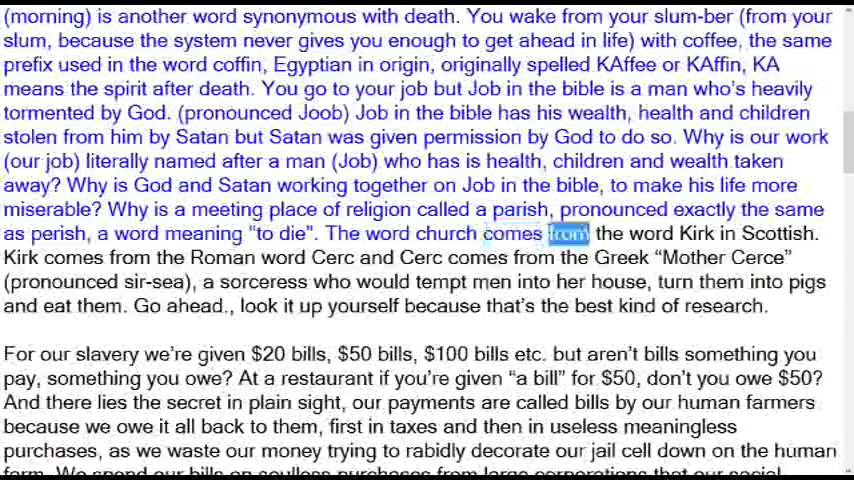 (morning) is another word synonymous with death. You wake from your slum-ber (from your
slum, because the system never gives you enough to get ahead in life) with coffee, the same
prefix used in the word coffin, Egyptian in origin, originally spelled KAffee or KAffin, KA
means the spirit after death. You go to your job but Job in the bible is a man who's heavily
tormented by God. (pronounced Joob) Job in the bible has his wealth, health and children
stolen from him by Satan but Satan was given permission by God to do so. Why is our work
(our job) literally named after a man (Job) who has is health, children and wealth taken
away? Why is God and Satan working together on Job in the bible, to make his life more
miserable? Why is a meeting place of religion called a parish, pronounced exactly the same
as perish, a word meaning "to die". The word church comes from the word Kirk in Scottish.
Kirk comes from the Roman word Cerc and Cerc comes from the Greek "Mother Cerce"
(pronounced sir-sea), a sorceress who would tempt men into her house, turn them into pigs
and eat them. Go ahead., look it up yourself because that's the best kind of research.
For our slavery we're given $20 bills, $50 bills, $100 bills etc. but aren't bills something you
pay, something you owe? At a restaurant if you're given "a bill" for $50, don't you owe $50?
And there lies the secret in plain sight, our payments are called bills by our human farmers
because we owe it all back to them, first in taxes and then in useless meaningless
purchases, as we waste our money trying to rabidly decorate our jail cell down on the human
farm. We spend our bills on soulless purchases from large corporations that our social